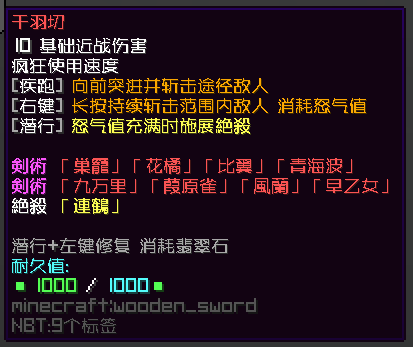 千羽切
10 基础近战伤害
疯狂使用速度
[疾跑] 向前突进并斩击途径敌人
[右键] 长按持续斩击范围内敌人 消耗怒气值
[潜行] 怒气值充满时施展絕殺
剣術 「巣籠」「花橘」「比翼」「青海波」
剣術 「九万里」「葭原雀」「風蘭」「早乙女」
絕殺 「連鶴」
潜行+左键修复 消耗翡翠石
耐久值:
▪ 1000 / 1000 ▪
minecraft:wooden_sword
NBT:9个标签